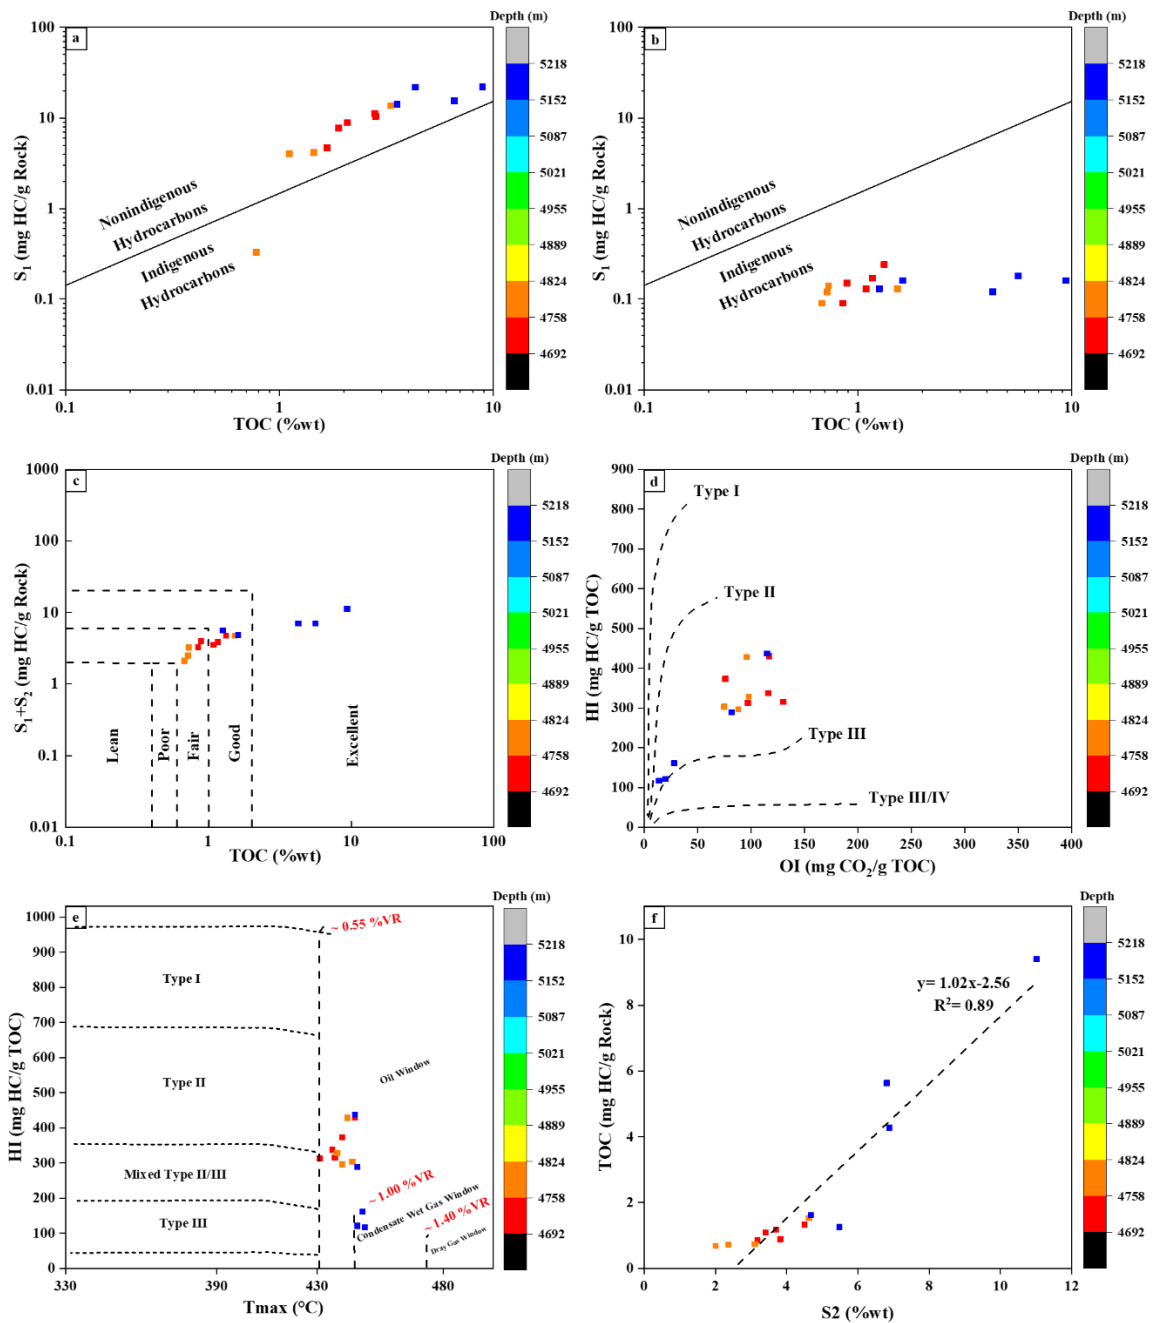 Depth (m)
a
100
10
1
0.1
0.01
S₁ (mg HC/g Rock)
Nonindigenous
Hydrocarbons
Indigenous
Hydrocarbons
0.1
1
10
TOC (%wt)
5218
5152
5087
5021
4955
4889
4824
4758
4692
Depth (m)
b
100
10
1
0.1
0.01
S₁ (mg HC/g Rock)
Nonindigenous
Hydrocarbons
Indigenous
Hydrocarbons
0.1
1
10
TOC (%wt)
5218
5152
5087
5021
4955
4889
4824
4758
4692
Depth (m)
c
1000
100
10
1
0.1
0.01
S₁+S₂ (mg HC/g Rock)
Lean
Poor
Fair
Good
Excellent
0.1
1
10
100
TOC (%wt)
5218
5152
5087
5021
4955
4889
4824
4758
4692
Depth (m)
d
900
800
700
600
500
400
300
200
100
0
HI (mg HC/g TOC)
Type I
Type II
Type III
Type III/IV
0
50
100
150
200
250
300
350
400
OI (mg CO₂/g TOC)
5218
5152
5087
5021
4955
4889
4824
4758
4692
Depth (m)
e
1000
900
800
700
600
500
400
300
200
100
0
HI (mg HC/g TOC)
~ 0.55 %VR
Type I
Type II
Oil Window
Mixed Type II/III
~ 1.00 %VR
Condensate Wet Gas Window
Type III
~ 1.40 %VR
Dray Gas Window
330
390
430
480
Tmax (°C)
5218
5152
5087
5021
4955
4889
4824
4758
4692
Depth
f
10
8
6
4
2
0
TOC (mg HC/g Rock)
y= 1.02x-2.56
R²= 0.89
0
2
4
6
8
10
12
S2 (%wt)
5218
5152
5087
5021
4955
4889
4824
4758
4692